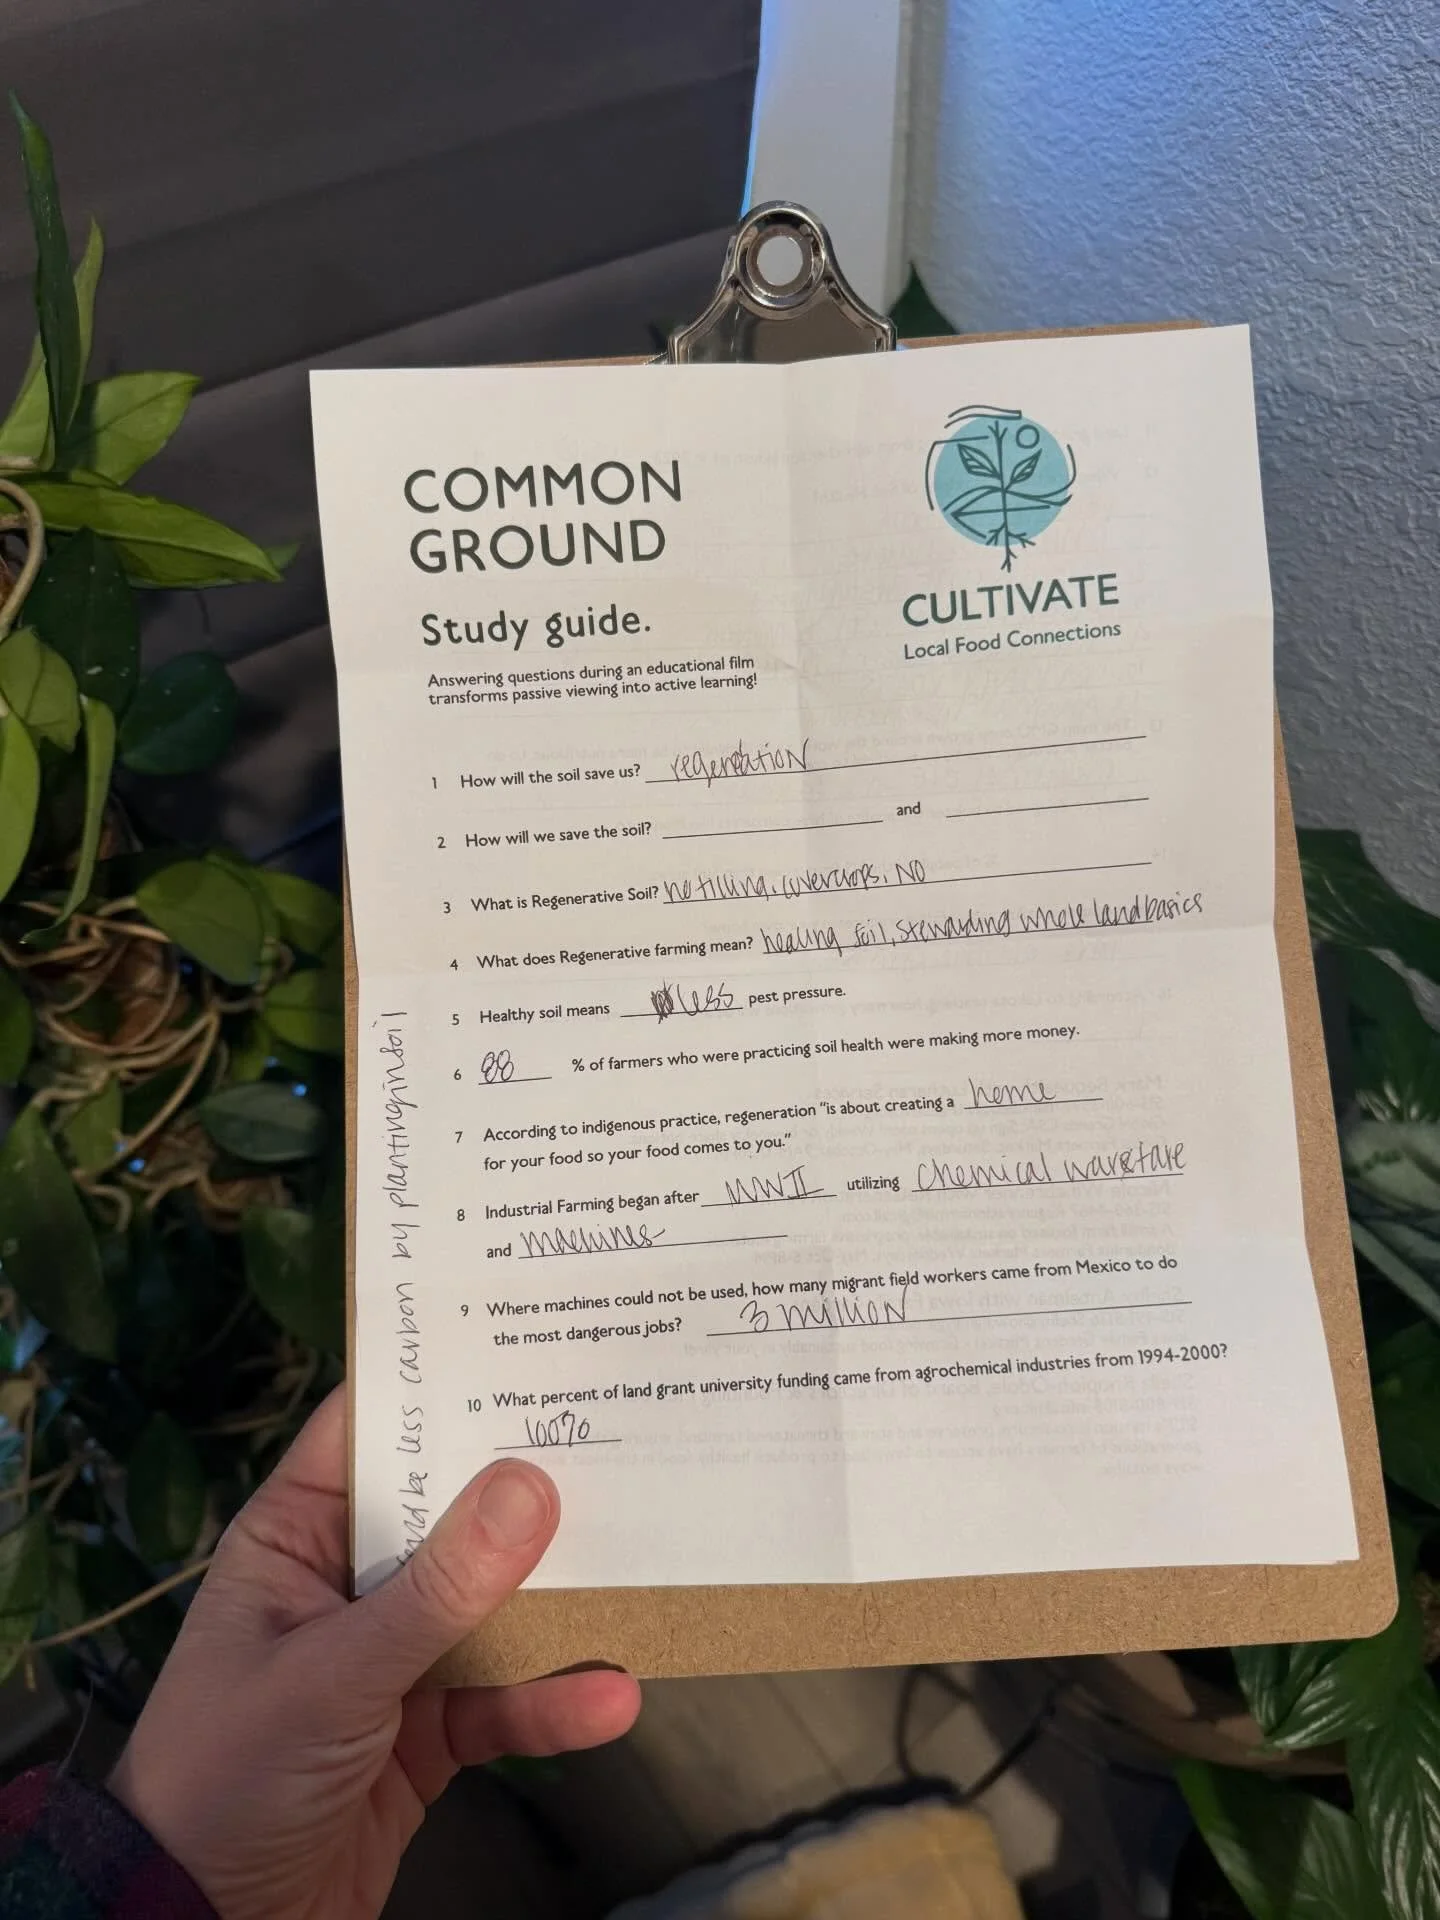 COMMON
GROUND
Study guide.
Answering questions during an educational film
transforms passive viewing into active learning!
CULTIVATE
Local Food Connections
1 How will the soil save us? regeneration
2 How will we save the soil? and
3 What is Regenerative Soil? no tilling, covercrops, NO
4 What does Regenerative farming mean? healing soil, stewarding whole land basics
5 Healthy soil means less pest pressure.
6 88 % of farmers who were practicing soil health were making more money.
7 According to indigenous practice, regeneration "is about creating a home
for your food so your food comes to you."
8 Industrial Farming began after WWII utilizing chemical warfare
and machines
9 Where machines could not be used, how many migrant field workers came from Mexico to do
the most dangerous jobs? 3 million
10 What percent of land grant university funding came from agrochemical industries from 1994-2000?
100%
be less carbon by planting in soil